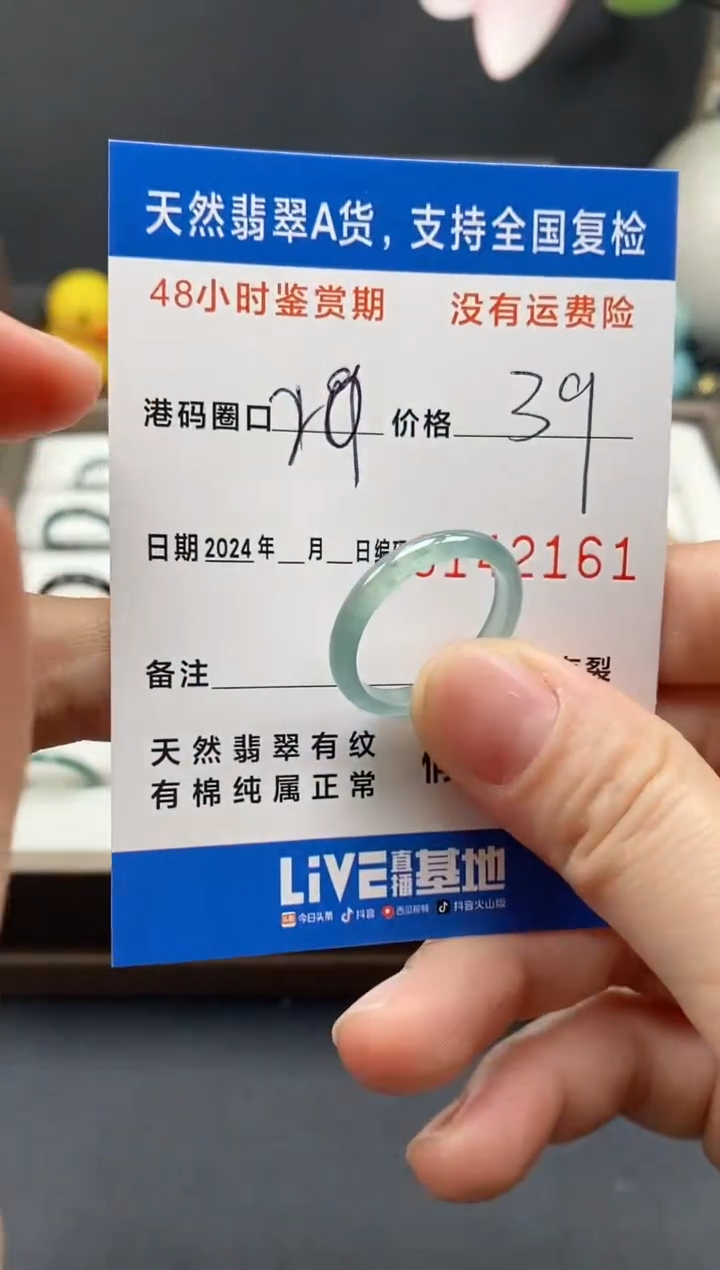 天然翡翠A货，支持全国复检
48小时鉴赏期 没有运费险
港码圈口 价格 39
日期2024年__月__日编 2161
备注 裂
天然翡翠有纹
有棉纯属正常
LiVE直播基地
今日头条 抖音 西瓜视频 抖音火山版